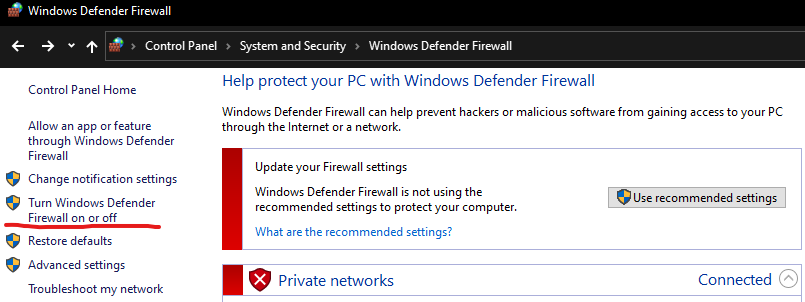 Windows Defender Firewall
Control Panel > System and Security > Windows Defender Firewall
Control Panel Home
Allow an app or feature
through Windows Defender
Firewall
Change notification settings
Turn Windows Defender
Firewall on or off
Restore defaults
Advanced settings
Troubleshoot my network
Help protect your PC with Windows Defender Firewall
Windows Defender Firewall can help prevent hackers or malicious software from gaining access to your PC
through the Internet or a network.
Update your Firewall settings
Windows Defender Firewall is not using the
recommended settings to protect your computer.
Use recommended settings
What are the recommended settings?
Private networks Connected